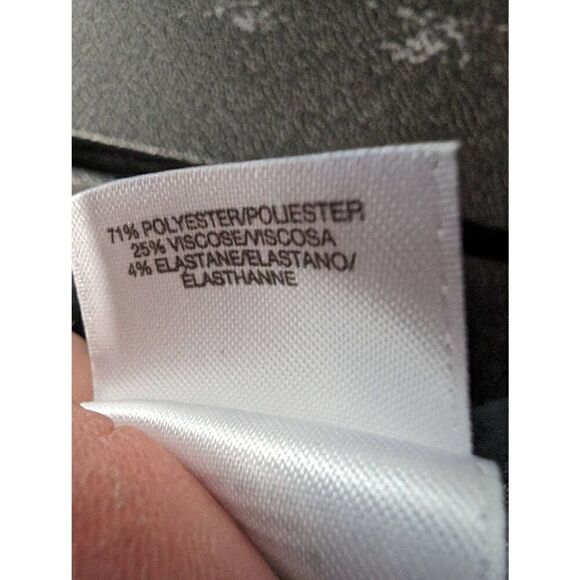 71% POLYESTER/POLIESTER
25% VISCOSE/VISCOSA
4% ELASTANE/ELASTANO/
ÉLASTHANNE